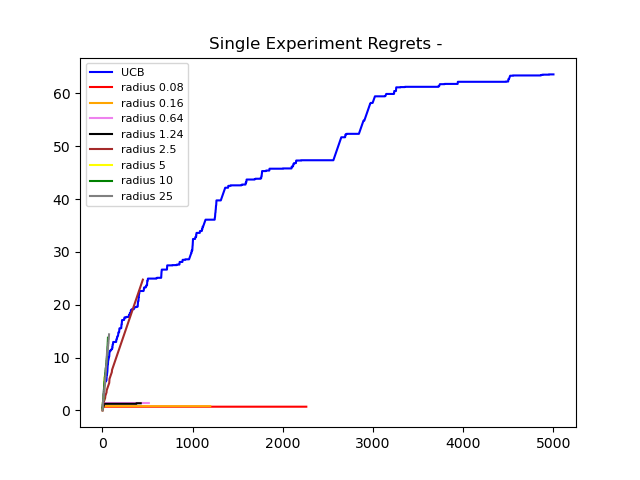 Single Experiment Regrets -
UCB
radius 0.08
radius 0.16
radius 0.64
radius 1.24
radius 2.5
radius 5
radius 10
radius 25
60
50
40
30
20
10
0
0 1000 2000 3000 4000 5000